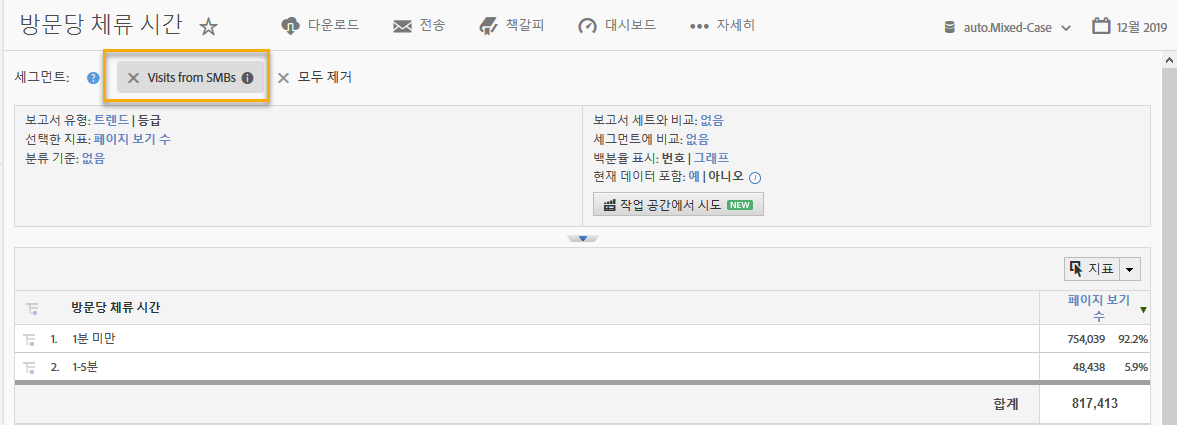 방문당 체류 시간 다운로드 전송 책갈피 대시보드 자세히 auto.Mixed-Case 12월 2019
세그먼트: Visits from SMBs 모두 제거
보고서 유형: 트렌드 | 등급
선택한 지표: 페이지 보기 수
분류 기준: 없음
보고서 세트와 비교: 없음
세그먼트에 비교: 없음
백분율 표시: 번호 | 그래프
현재 데이터 포함: 예 | 아니오
작업 공간에서 시도 NEW
지표
방문당 체류 시간 페이지 보기
수
1. 1분 미만 754,039 92.2%
2. 1-5분 48,438 5.9%
합계 817,413